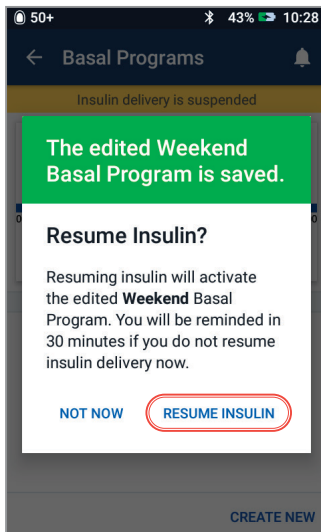 50+ 43% 10:28
Basal Programs
Insulin delivery is suspended
The edited Weekend
Basal Program is saved.
Resume Insulin?
Resuming insulin will activate
the edited Weekend Basal
Program. You will be reminded in
30 minutes if you do not resume
insulin delivery now.
NOT NOW RESUME INSULIN
CREATE NEW